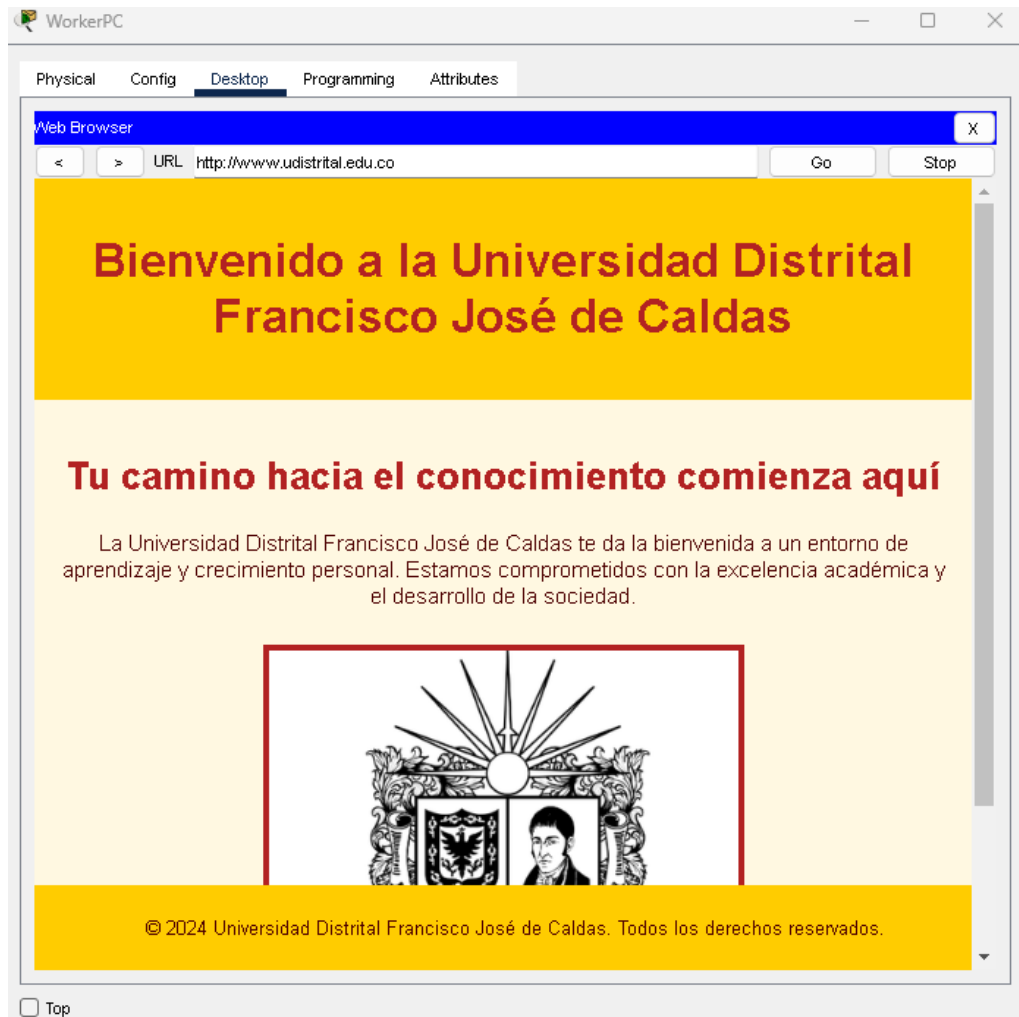 WorkerPC
Physical Config Desktop Programming Attributes
Web Browser X
< > URL http://www.udistrital.edu.co Go Stop
Bienvenido a la Universidad Distrital
Francisco José de Caldas
Tu camino hacia el conocimiento comienza aquí
La Universidad Distrital Francisco José de Caldas te da la bienvenida a un entorno de
aprendizaje y crecimiento personal. Estamos comprometidos con la excelencia académica y
el desarrollo de la sociedad.
© 2024 Universidad Distrital Francisco José de Caldas. Todos los derechos reservados.
Top